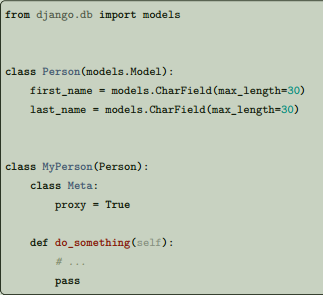 from django.db import models
class Person(models.Model):
    first_name = models.CharField(max_length=30)
    last_name = models.CharField(max_length=30)
class MyPerson(Person):
    class Meta:
        proxy = True
    def do_something(self):
        # ...
        pass